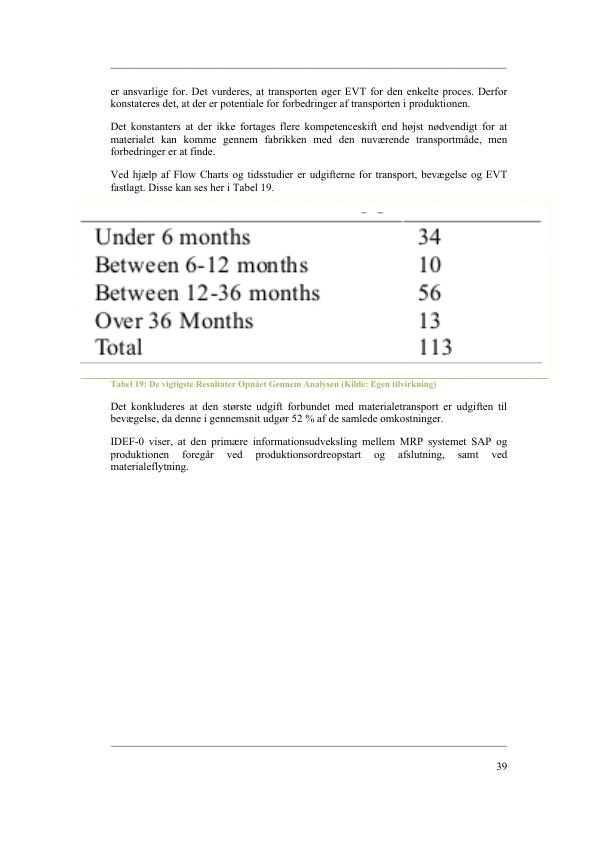 er ansvarlige for. Det vurderes, at transporten øger EVT for den enkelte proces. Derfor
konstateres det, at der er potentiale for forbedringer af transporten i produktionen.
Det konstanters at der ikke fortages flere kompetenceskift end højst nødvendigt for at
materialet kan komme gennem fabrikken med den nuværende transportmåde, men
forbedringer er at finde.
Ved hjælp af Flow Charts og tidsstudier er udgifterne for transport, bevægelse og EVT
fastlagt. Disse kan ses her i Tabel 19.
Under 6 months 34
Between 6-12 months 10
Between 12-36 months 56
Over 36 Months 13
Total 113
Tabel 19: De vigtigste Resultater Opnået Gennem Analysen (Kilde: Egen tilvirkning)
Det konkluderes at den største udgift forbundet med materialetransport er udgiften til
bevægelse, da denne i gennemsnit udgør 52 % af de samlede omkostninger.
IDEF-0 viser, at den primære informationsudveksling mellem MRP systemet SAP og
produktionen foregår ved produktionsordreopstart og afslutning, samt ved
materialeflytning.
39